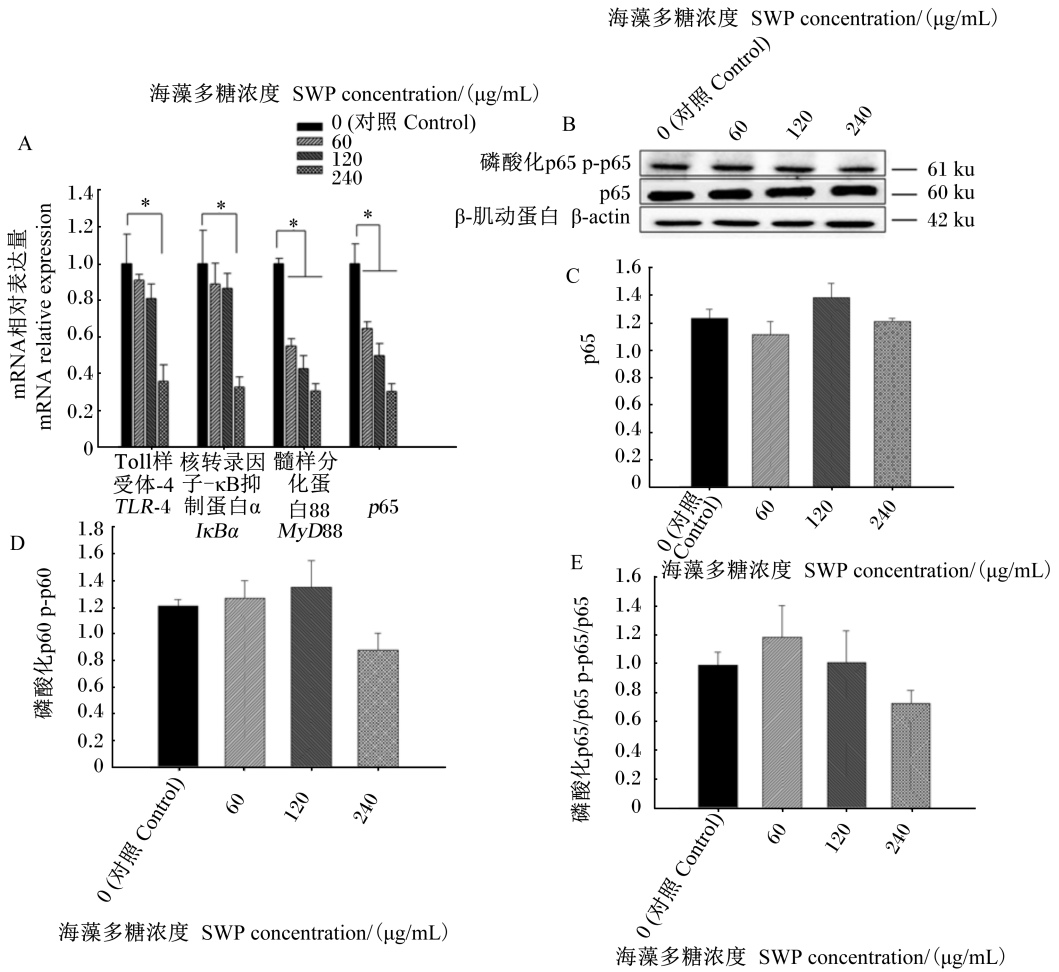 海藻多糖浓度 SWP concentration/(μg/mL)
0 (对照 Control)
60
120
240
A
1.4
1.2
1.0
0.8
0.6
0.4
0.2
0
mRNA相对表达量
mRNA relative expression
*
*
*
*
Toll样
受体-4
TLR-4
核转录因
子-κB抑
制蛋白α
IκBα
髓样分
化蛋
白88
MyD88
p65
海藻多糖浓度 SWP concentration/(μg/mL)
B
0 (对照 Control)
60
120
240
磷酸化p65 p-p65
61 ku
p65
60 ku
β-肌动蛋白 β-actin
42 ku
C
1.6
1.4
1.2
1.0
0.8
0.6
0.4
0.2
0
p65
0 (对照
Control)
60
120
240
海藻多糖浓度 SWP concentration/(μg/mL)
D
1.8
1.6
1.4
1.2
1.0
0.8
0.6
0.4
0.2
0
磷酸化p60 p-p60
0 (对照 Control)
60
120
240
海藻多糖浓度 SWP concentration/(μg/mL)
E
1.6
1.4
1.2
1.0
0.8
0.6
0.4
0.2
0
磷酸化p65/p65 p-p65/p65
0 (对照 Control)
60
120
240
海藻多糖浓度 SWP concentration/(μg/mL)